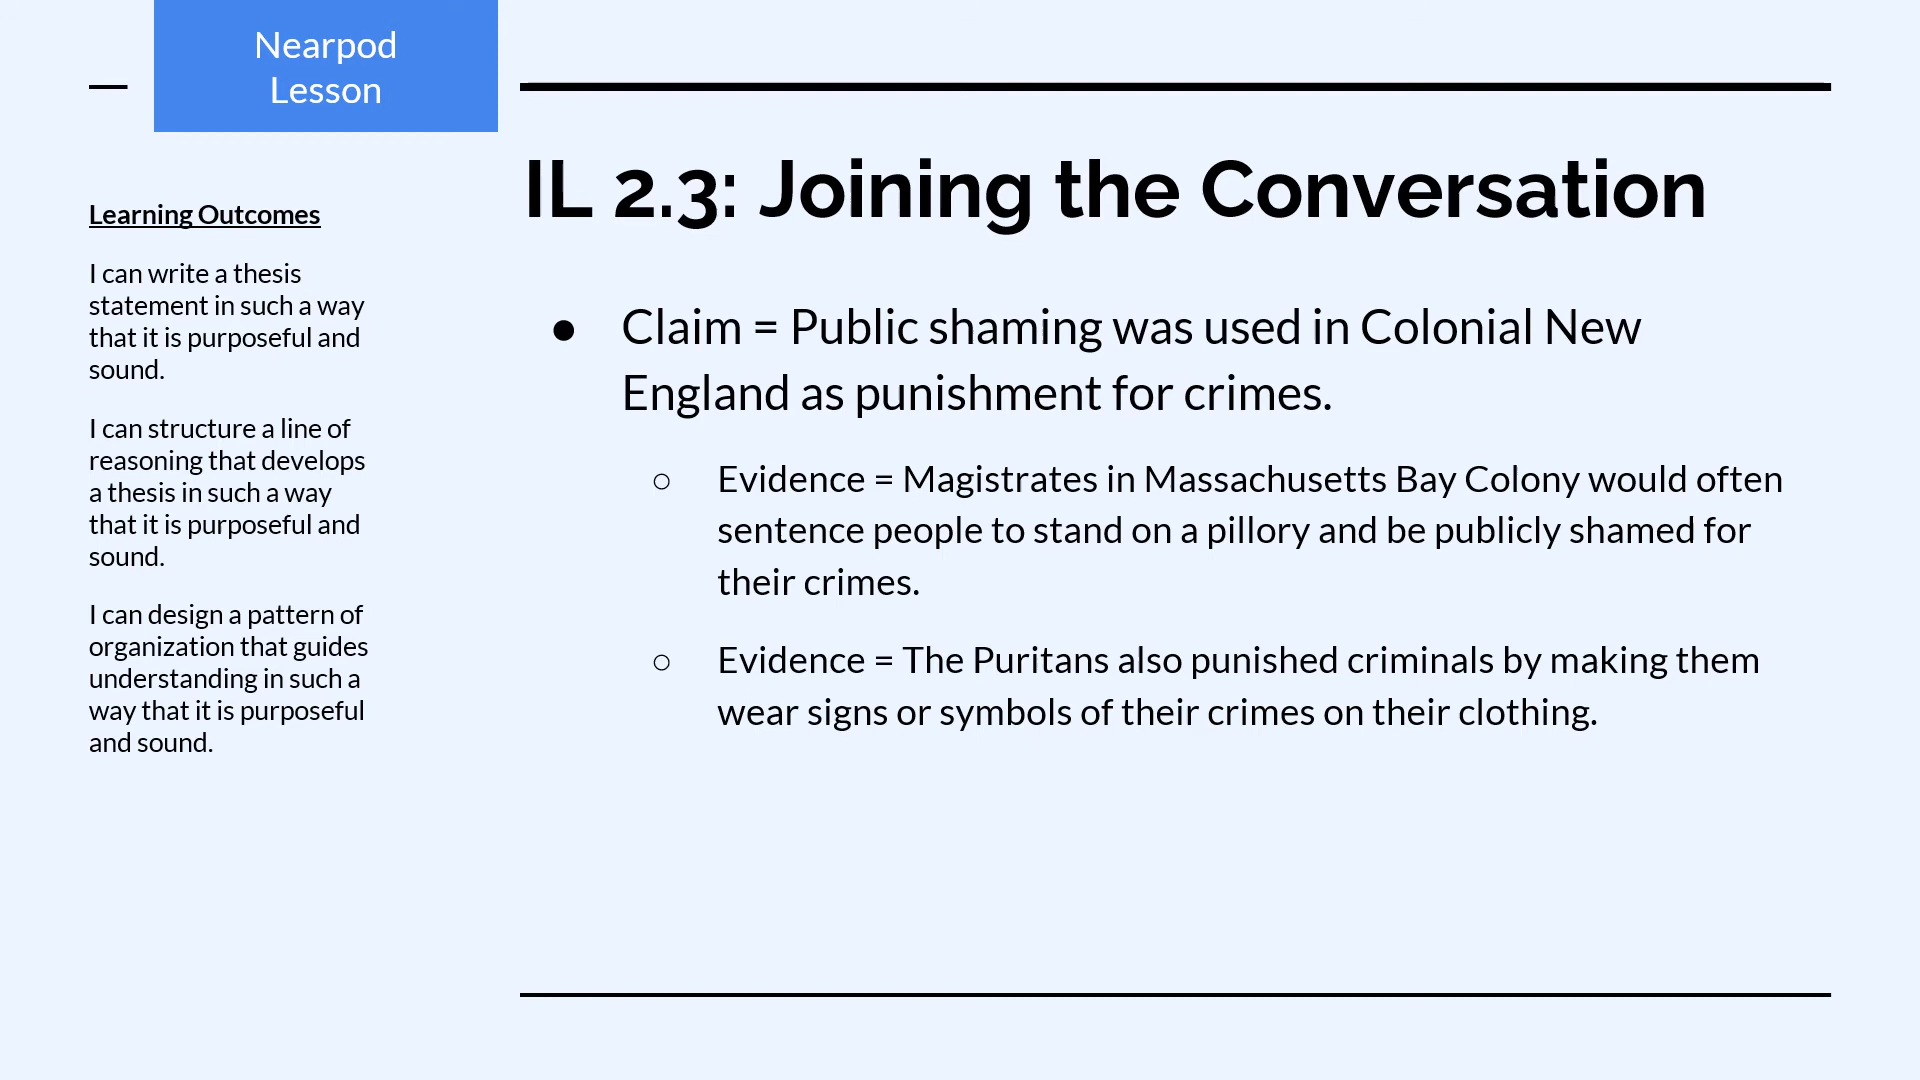 Nearpod
Lesson
Learning Outcomes
I can write a thesis
statement in such a way
that it is purposeful and
sound.
I can structure a line of
reasoning that develops
a thesis in such a way
that it is purposeful and
sound.
I can design a pattern of
organization that guides
understanding in such a
way that it is purposeful
and sound.
IL 2.3: Joining the Conversation
● Claim = Public shaming was used in Colonial New
England as punishment for crimes.
○ Evidence = Magistrates in Massachusetts Bay Colony would often
sentence people to stand on a pillory and be publicly shamed for
their crimes.
○ Evidence = The Puritans also punished criminals by making them
wear signs or symbols of their crimes on their clothing.